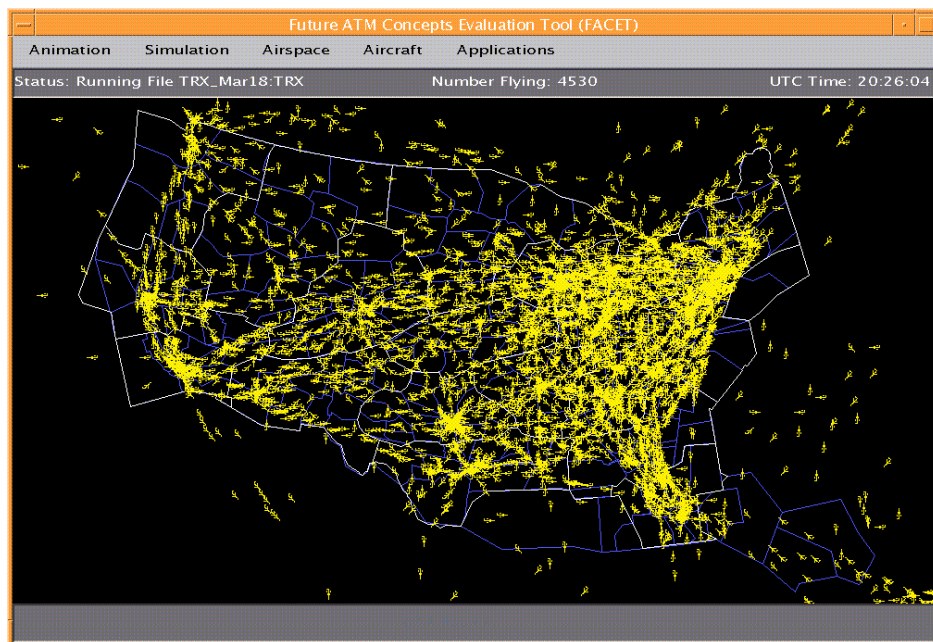 Future ATM Concepts Evaluation Tool (FACET)
Animation Simulation Airspace Aircraft Applications
Status: Running File TRX_Mar18:TRX Number Flying: 4530 UTC Time: 20:26:04